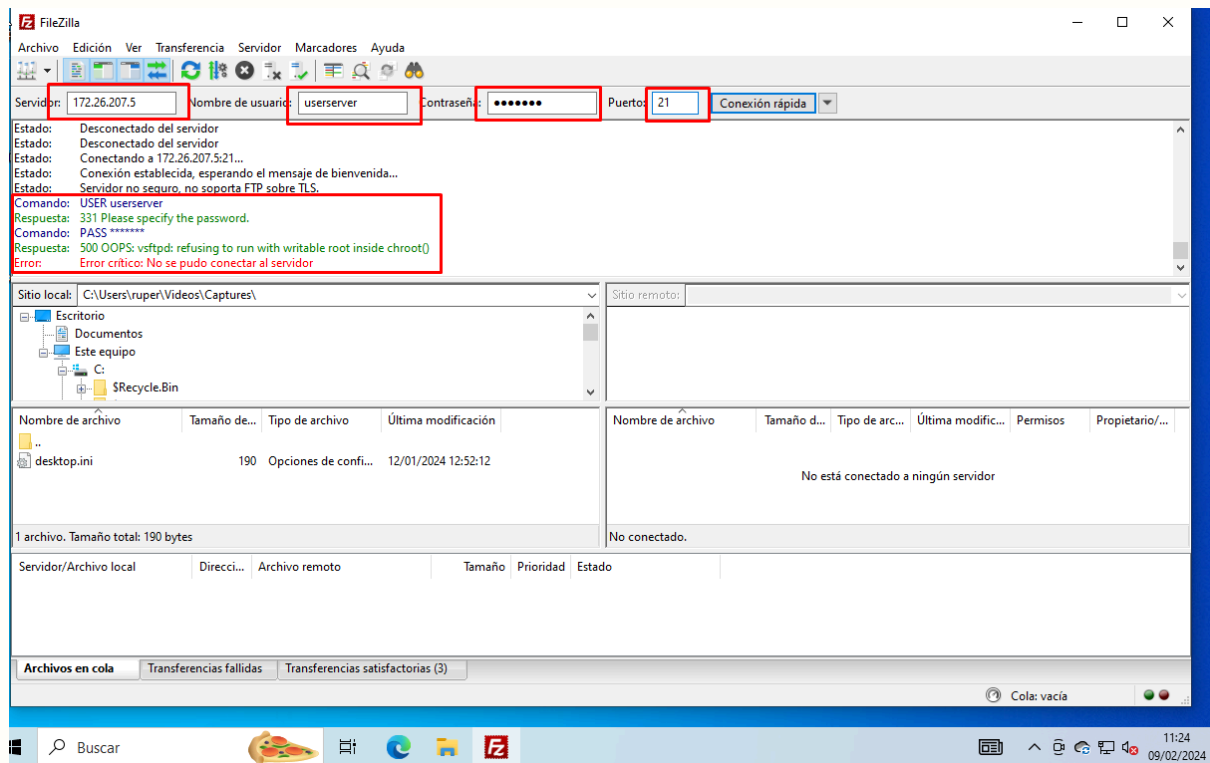 FileZilla
Archivo Edición Ver Transferencia Servidor Marcadores Ayuda
Servidor: 172.26.207.5 Nombre de usuario: userserver Contraseña: ●●●●●●● Puerto: 21 Conexión rápida
Estado: Desconectado del servidor
Estado: Desconectado del servidor
Estado: Conectando a 172.26.207.5:21...
Estado: Conexión establecida, esperando el mensaje de bienvenida...
Estado: Servidor no seguro, no soporta FTP sobre TLS.
Comando: USER userserver
Respuesta: 331 Please specify the password.
Comando: PASS *******
Respuesta: 500 OOPS: vsftpd: refusing to run with writable root inside chroot()
Error: Error crítico: No se pudo conectar al servidor
Sitio local: C:\Users\ruper\Videos\Captures\
Sitio remoto:
Escritorio
Documentos
Este equipo
C:
$Recycle.Bin
Nombre de archivo Tamaño de... Tipo de archivo Última modificación
..
desktop.ini 190 Opciones de confi... 12/01/2024 12:52:12
1 archivo. Tamaño total: 190 bytes
Nombre de archivo Tamaño d... Tipo de arc... Última modific... Permisos Propietario/...
No está conectado a ningún servidor
No conectado.
Servidor/Archivo local Direcci... Archivo remoto Tamaño Prioridad Estado
Archivos en cola Transferencias fallidas Transferencias satisfactorias (3)
Cola: vacía
Buscar
11:24
09/02/2024